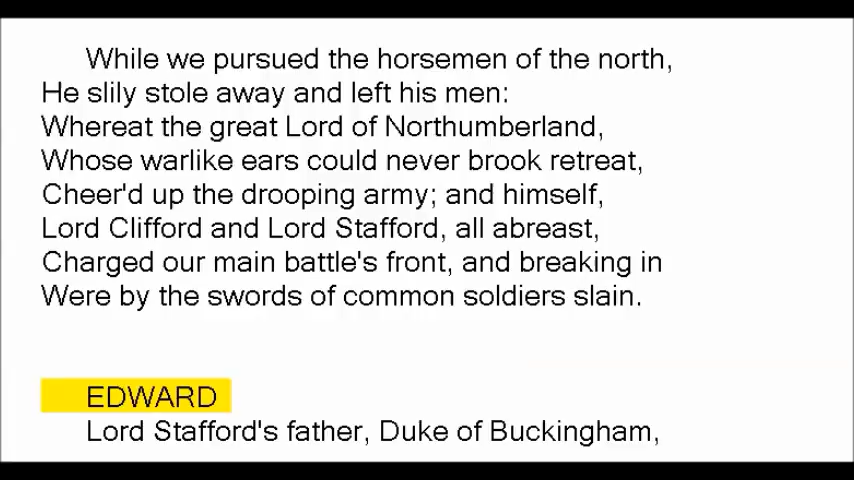 While we pursued the horsemen of the north,
He slily stole away and left his men:
Whereat the great Lord of Northumberland,
Whose warlike ears could never brook retreat,
Cheer'd up the drooping army; and himself,
Lord Clifford and Lord Stafford, all abreast,
Charged our main battle's front, and breaking in
Were by the swords of common soldiers slain.
EDWARD
Lord Stafford's father, Duke of Buckingham,